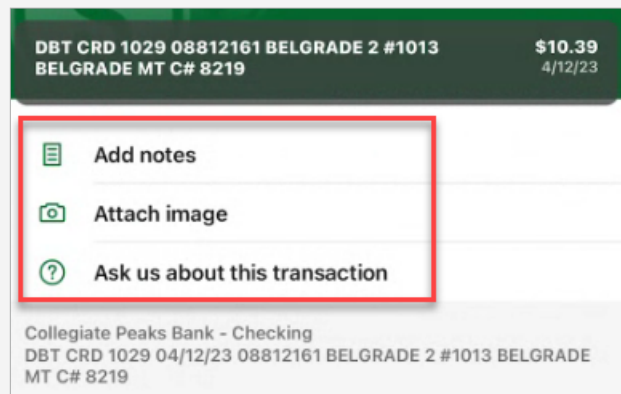 DBT CRD 1029 08812161 BELGRADE 2 #1013 $10.39
BELGRADE MT C# 8219 4/12/23
Add notes
Attach image
Ask us about this transaction
Collegiate Peaks Bank - Checking
DBT CRD 1029 04/12/23 08812161 BELGRADE 2 #1013 BELGRADE
MT C# 8219